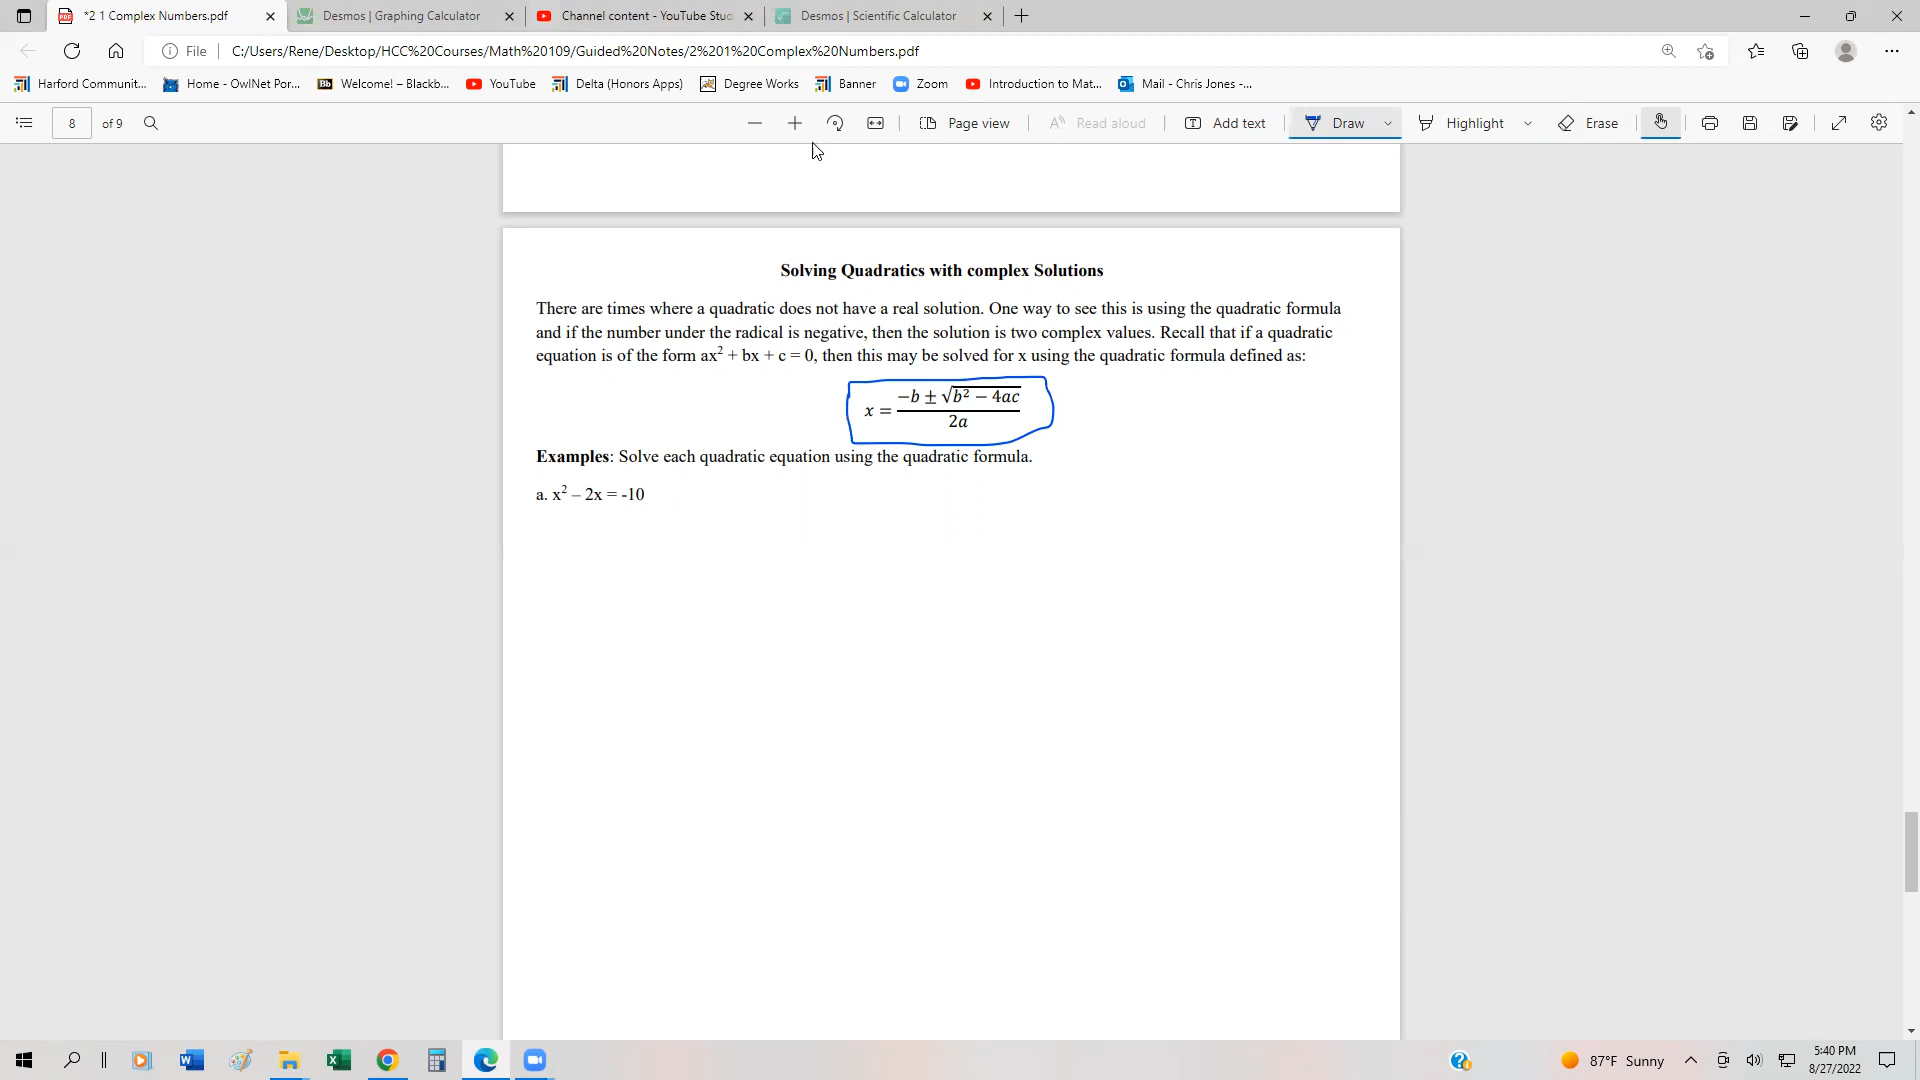 *2 1 Complex Numbers.pdf
Desmos | Graphing Calculator
Channel content - YouTube Stud
Desmos | Scientific Calculator
File
C:/Users/Rene/Desktop/HCC%20Courses/Math%20109/Guided%20Notes/2%201%20Complex%20Numbers.pdf
Harford Communit...
Home - OwlNet Por...
Welcome! – Blackb...
YouTube
Delta (Honors Apps)
Degree Works
Banner
Zoom
Introduction to Mat...
Mail - Chris Jones -...
8 of 9
Page view
Read aloud
Add text
Draw
Highlight
Erase
Solving Quadratics with complex Solutions
There are times where a quadratic does not have a real solution. One way to see this is using the quadratic formula
and if the number under the radical is negative, then the solution is two complex values. Recall that if a quadratic
equation is of the form ax² + bx + c = 0, then this may be solved for x using the quadratic formula defined as:
x = (−b ± √(b² − 4ac)) / 2a
Examples: Solve each quadratic equation using the quadratic formula.
a. x² – 2x = -10
87°F Sunny
5:40 PM
8/27/2022